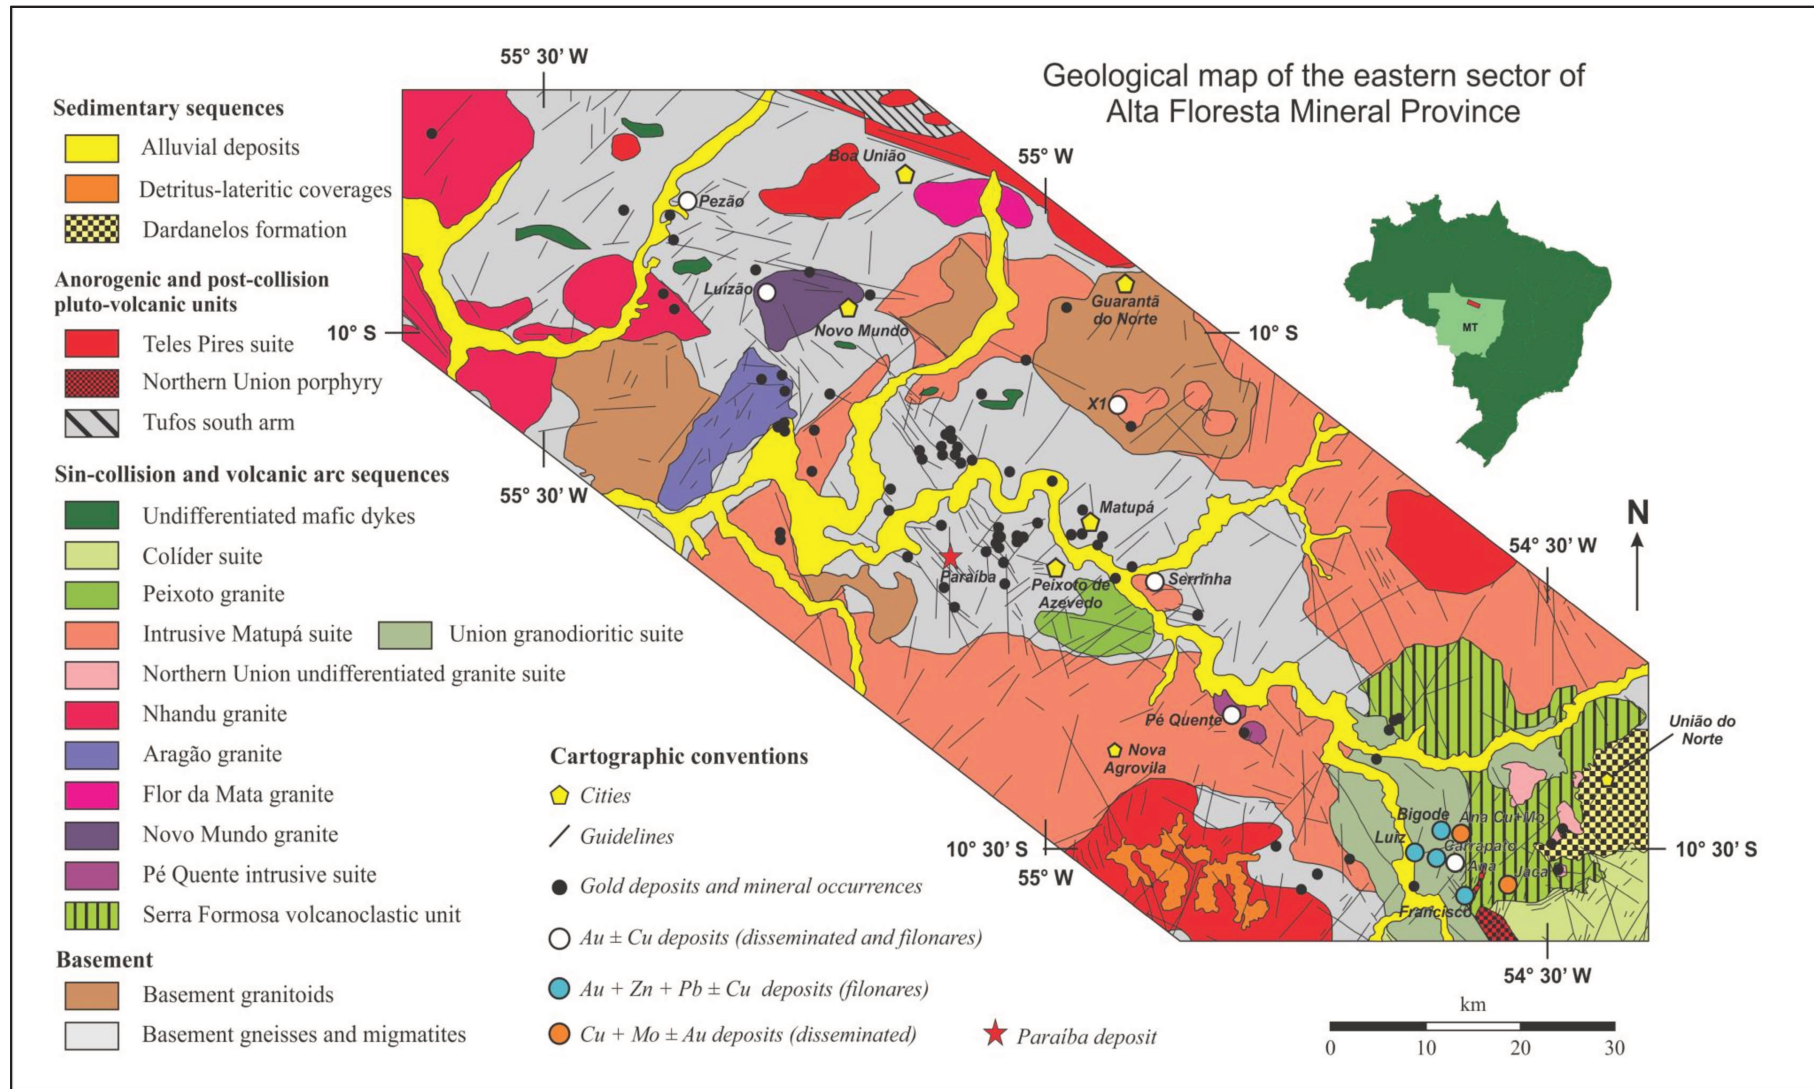 55° 30’ W
Geological map of the eastern sector of
Alta Floresta Mineral Province
Sedimentary sequences
Alluvial deposits
Detritus-lateritic coverages
Dardanelos formation
Anorogenic and post-collision
pluto-volcanic units
Teles Pires suite
Northern Union porphyry
Tufos south arm
Sin-collision and volcanic arc sequences
Undifferentiated mafic dykes
Colíder suite
Peixoto granite
Intrusive Matupá suite
Union granodioritic suite
Northern Union undifferentiated granite suite
Nhandu granite
Aragão granite
Flor da Mata granite
Novo Mundo granite
Pé Quente intrusive suite
Serra Formosa volcanoclastic unit
Basement
Basement granitoids
Basement gneisses and migmatites
Cartographic conventions
Cities
Guidelines
Gold deposits and mineral occurrences
Au ± Cu deposits (disseminated and filonares)
Au + Zn + Pb ± Cu deposits (filonares)
Cu + Mo ± Au deposits (disseminated)
Paraíba deposit
55° W
Boa União
Pezão
Luizão
Novo Mundo
Guarantã
do Norte
10° S
10° S
MT
X1
55° 30’ W
Matupá
N
54° 30’ W
Paraíba
Peixoto de
Azevedo
Serrinha
Pé Quente
Nova
Agrovila
União do
Norte
Bigode
Ana Cu+Mo
Luiz
Carrapato
Ana
Jaca
Francisco
10° 30’ S
10° 30’ S
55° W
54° 30’ W
km
0 10 20 30